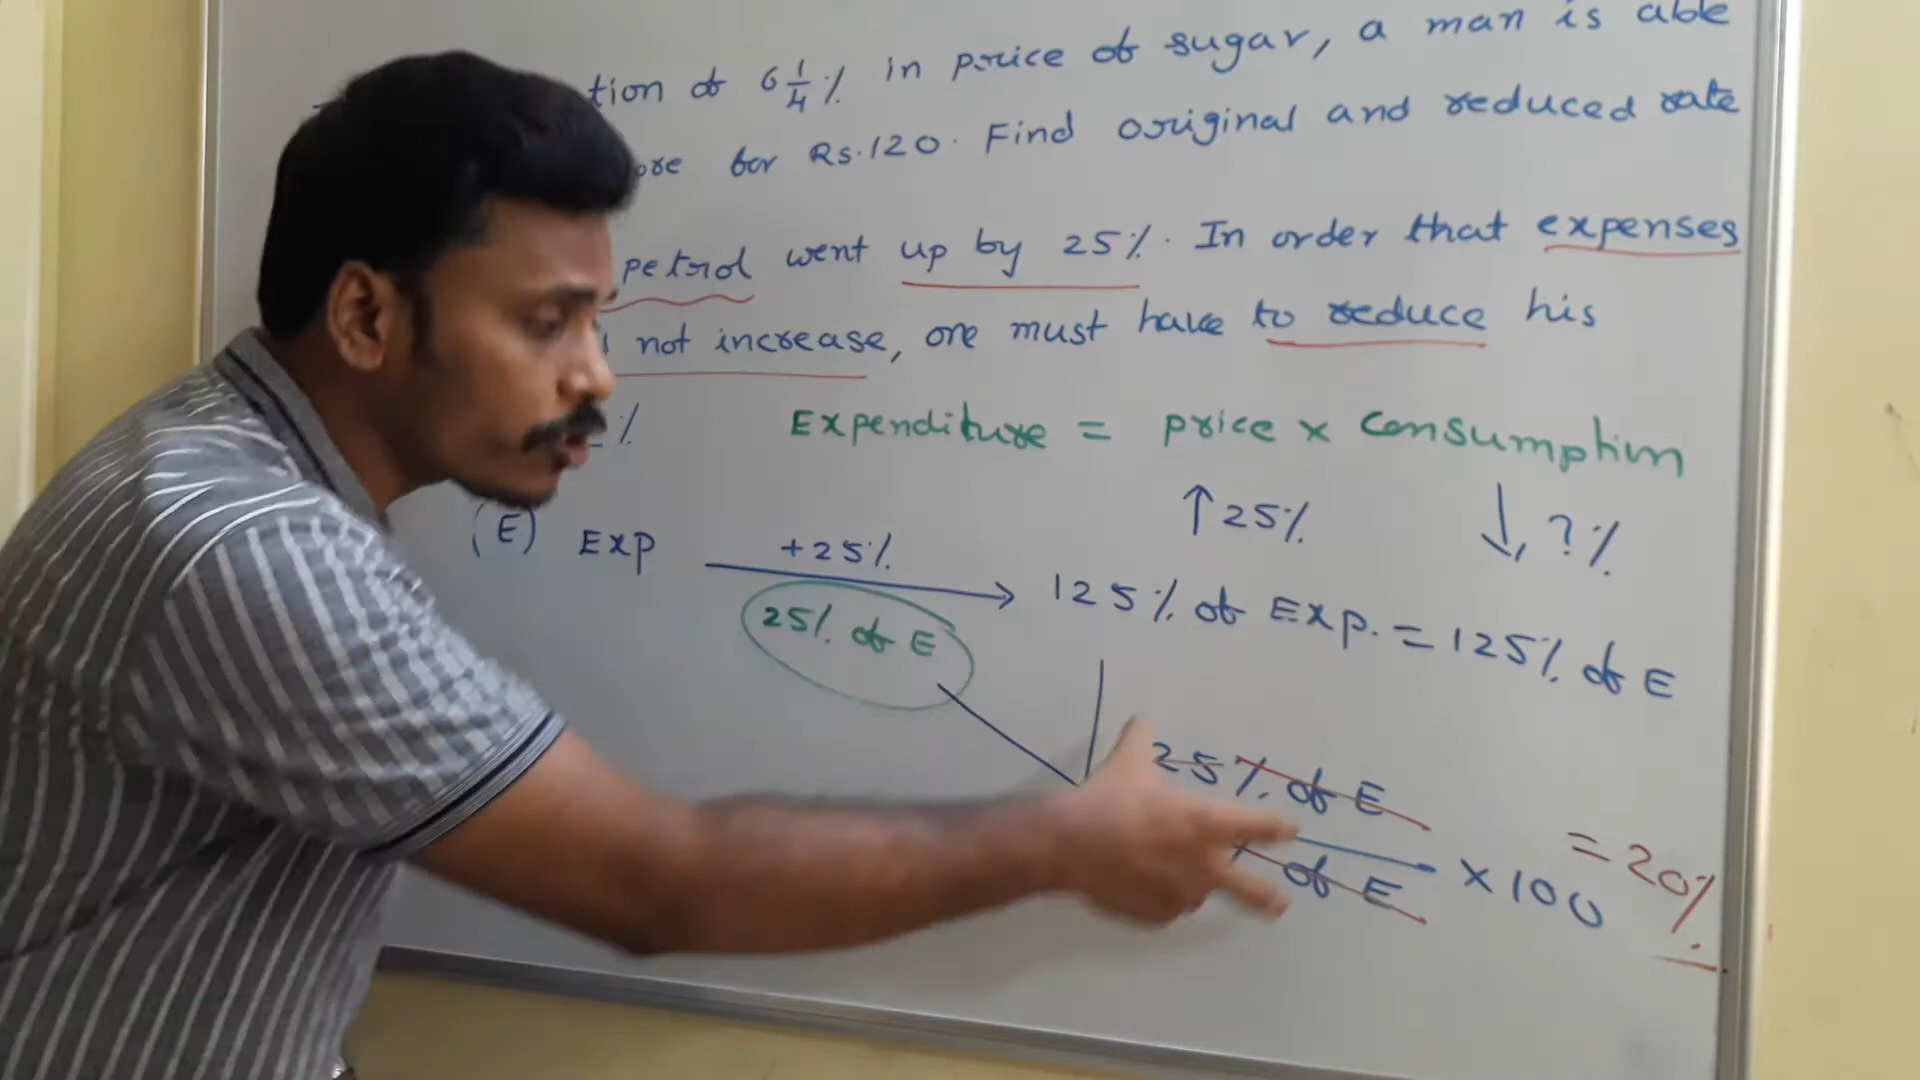 tion of 6 1/4 % in price of sugar, a man is able
ore for Rs.120. Find original and reduced rate
petrol went up by 25%. In order that expenses
not increase, one must have to reduce his
%
Expenditure = price x consumption
↑ 25% ↓, ?%
(E) Exp +25% 125% of Exp. = 125% of E
25% of E
25% of E
% of E x 100 = 20%